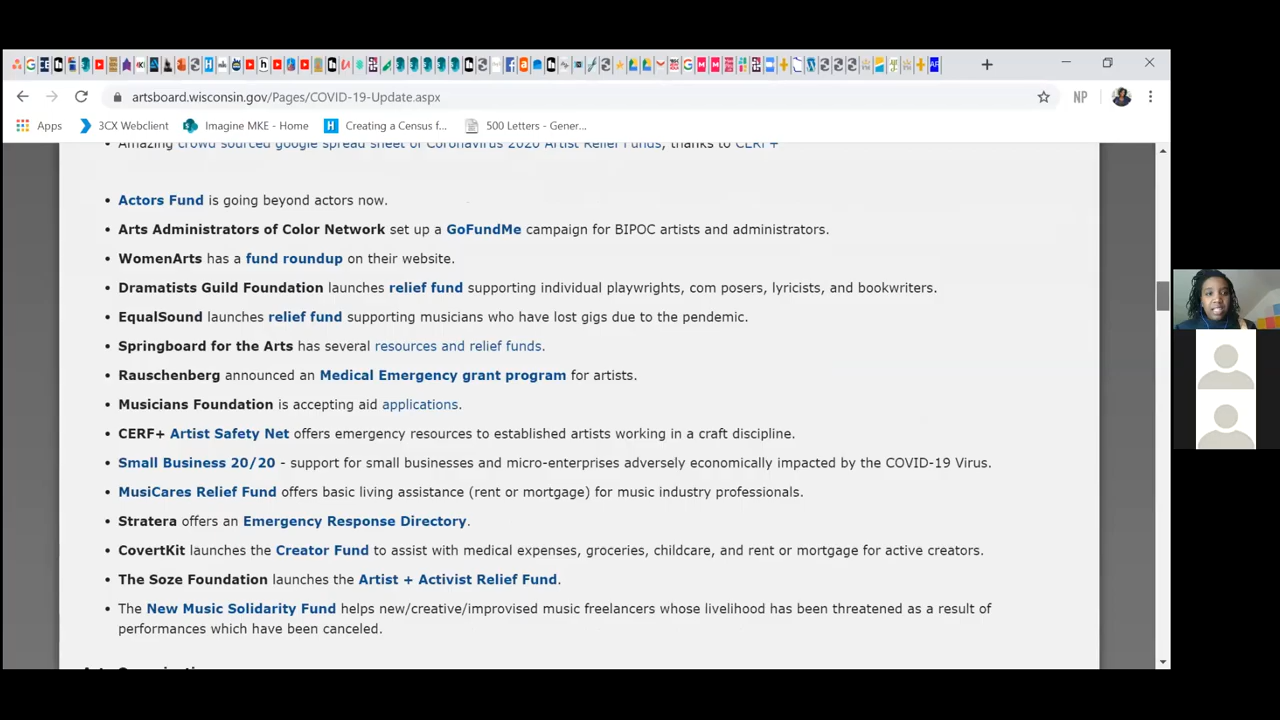 artsboard.wisconsin.gov/Pages/COVID-19-Update.aspx
NP
Apps
3CX Webclient
Imagine MKE - Home
Creating a Census f...
500 Letters - Gener...
Amazing crowd sourced google spread sheet of Coronavirus 2020 Artist Relief Funds, thanks to CERF+
• Actors Fund is going beyond actors now.
• Arts Administrators of Color Network set up a GoFundMe campaign for BIPOC artists and administrators.
• WomenArts has a fund roundup on their website.
• Dramatists Guild Foundation launches relief fund supporting individual playwrights, com posers, lyricists, and bookwriters.
• EqualSound launches relief fund supporting musicians who have lost gigs due to the pandemic.
• Springboard for the Arts has several resources and relief funds.
• Rauschenberg announced an Medical Emergency grant program for artists.
• Musicians Foundation is accepting aid applications.
• CERF+ Artist Safety Net offers emergency resources to established artists working in a craft discipline.
• Small Business 20/20 - support for small businesses and micro-enterprises adversely economically impacted by the COVID-19 Virus.
• MusiCares Relief Fund offers basic living assistance (rent or mortgage) for music industry professionals.
• Stratera offers an Emergency Response Directory.
• CovertKit launches the Creator Fund to assist with medical expenses, groceries, childcare, and rent or mortgage for active creators.
• The Soze Foundation launches the Artist + Activist Relief Fund.
• The New Music Solidarity Fund helps new/creative/improvised music freelancers whose livelihood has been threatened as a result of
performances which have been canceled.